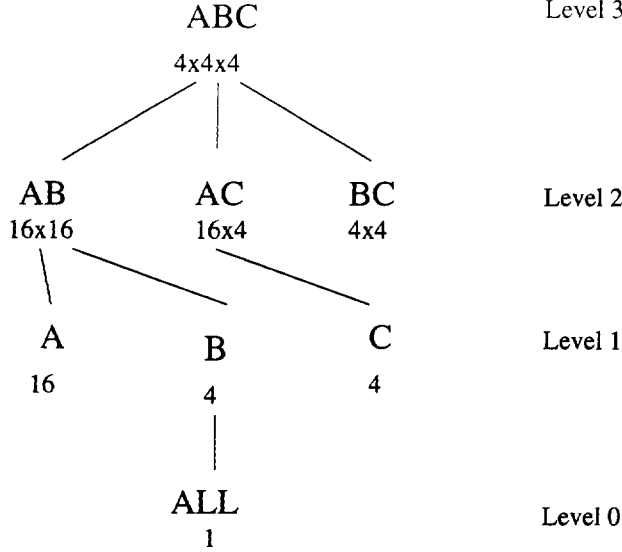 ABC Level 3
4x4x4
AB AC BC Level 2
16x16 16x4 4x4
A B C Level 1
16 4 4
ALL Level 0
1